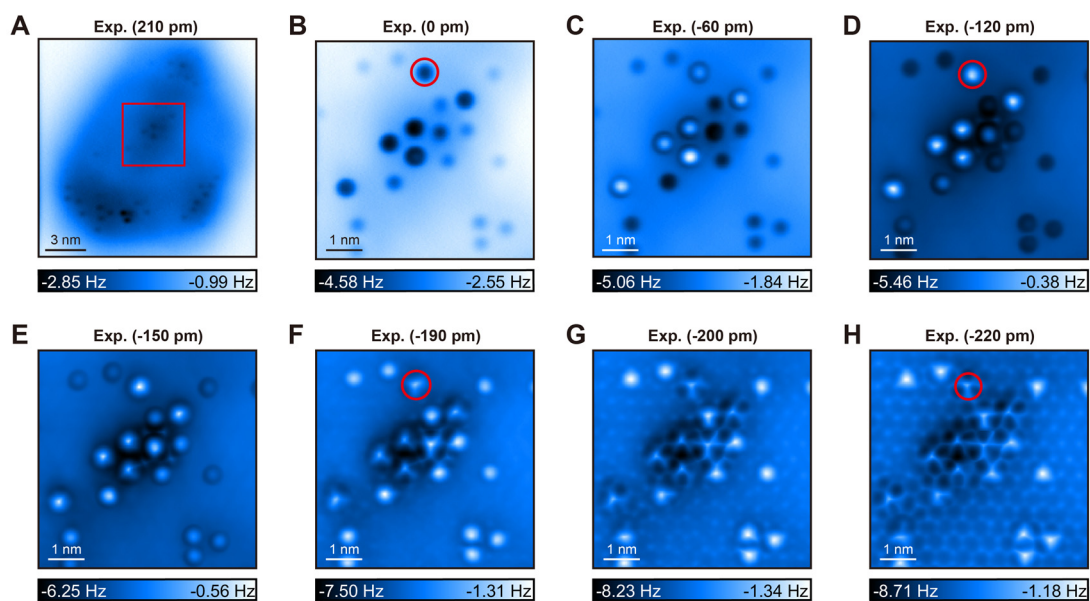 A Exp. (210 pm)
B Exp. (0 pm)
C Exp. (-60 pm)
D Exp. (-120 pm)
3 nm
1 nm
1 nm
1 nm
-2.85 Hz -0.99 Hz
-4.58 Hz -2.55 Hz
-5.06 Hz -1.84 Hz
-5.46 Hz -0.38 Hz
E Exp. (-150 pm)
F Exp. (-190 pm)
G Exp. (-200 pm)
H Exp. (-220 pm)
1 nm
1 nm
1 nm
1 nm
-6.25 Hz -0.56 Hz
-7.50 Hz -1.31 Hz
-8.23 Hz -1.34 Hz
-8.71 Hz -1.18 Hz